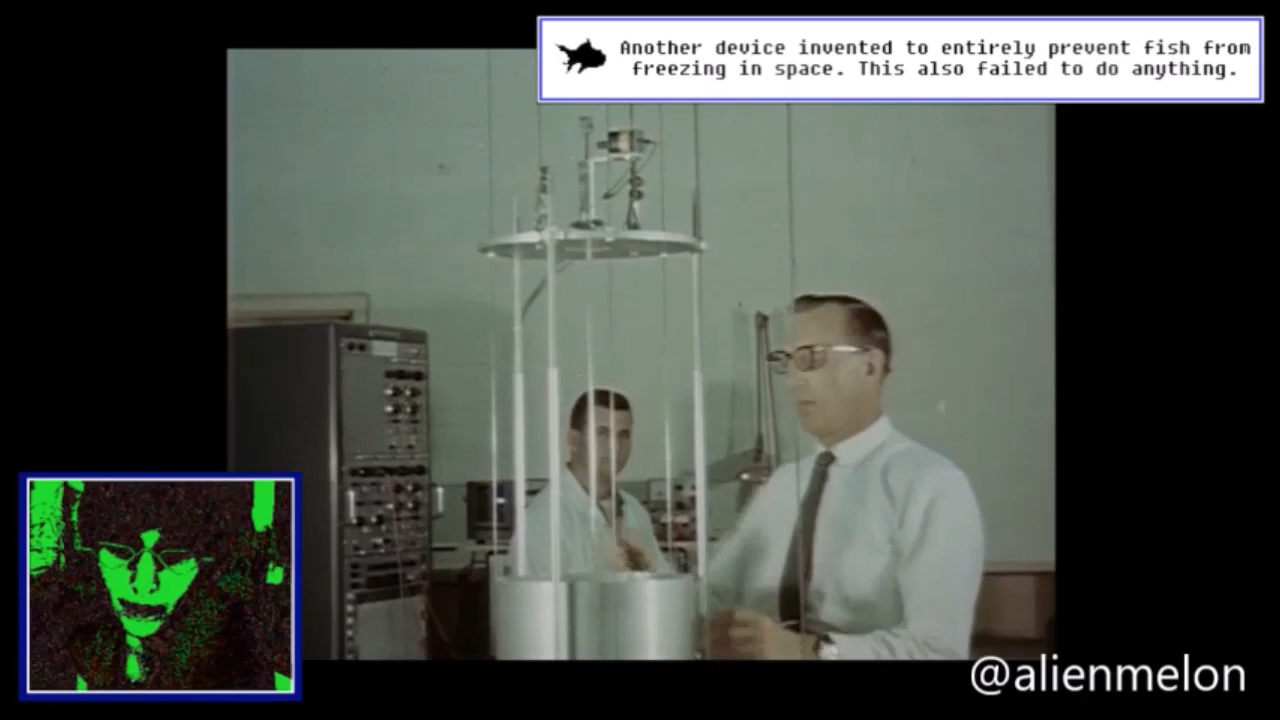 Another device invented to entirely prevent fish from
freezing in space. This also failed to do anything.
@alienmelon